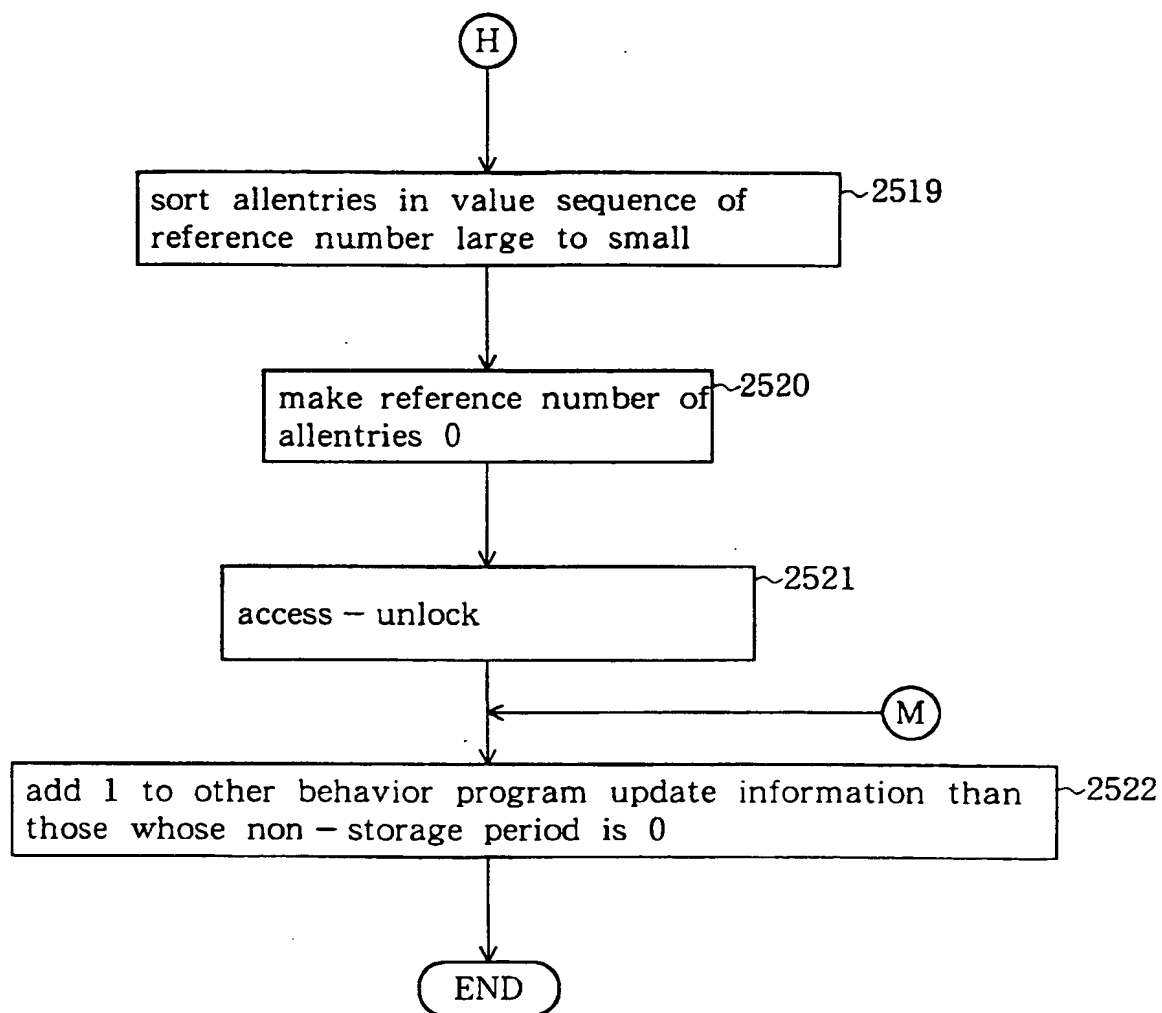 H
sort allentries in value sequence of
reference number large to small
2519
make reference number of
allentries 0
2520
access – unlock
2521
M
add 1 to other behavior program update information than
those whose non – storage period is 0
2522
END